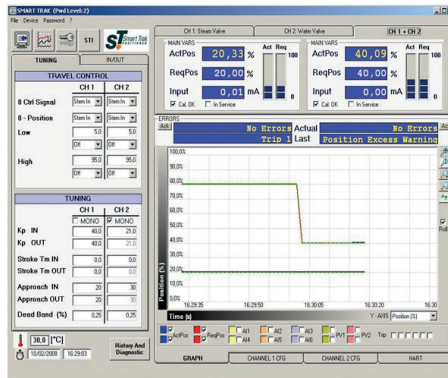 SMART TRAK (Pwd Level: 2)
File Device Password ?
STI
Smart Trak
TUNING IN/OUT
TRAVEL CONTROL
CH 1 CH 2
0 Ctrl Signal Stem In Stem In
0 - Position Stem In Stem In
Low 5,0 5,0
Off Off
High 95,0 95,0
Off Off
TUNING
CH 1 CH 2
MONO MONO
Kp IN 40,0 21,0
Kp OUT 40,0 21,0
Stroke Tm IN 0,0 0,0
Stroke Tm OUT 0,0 0,0
Approach IN 20 30
Approach OUT 20 30
Dead Band (%) 0,25 0,25
30,0 [°C]
10/02/2008 16:29:03
History And
Diagnostic
CH 1: Steam Valve CH 2: Water Valve CH 1 + CH 2
MAIN VARS Act Req MAIN VARS Act Req
ActPos 20,33 % 100 ActPos 40,09 % 100
ReqPos 20,00 % ReqPos 40,00 %
Input 0,01 mA 0 Input 0,00 mA 0
Cal. OK In Service Cal. OK In Service
ERRORS
Ack No Errors Actual No Errors
Trip 1 Last Position Excess Warning
100,0%
90,0%
80,0%
70,0%
60,0%
50,0%
40,0%
30,0%
20,0%
10,0%
0,0%
Position (%)
Roll
16:29:35 16:29:50 16:30:05 16:30:20 16:30
Time (s) Y - AXIS Position (%)
ActPos ReqPos AI1 AI2 AI3 PV1 PV2 Trip
AI4 AI5 AI6
GRAPH CHANNEL 1 CFG CHANNEL 2 CFG HART